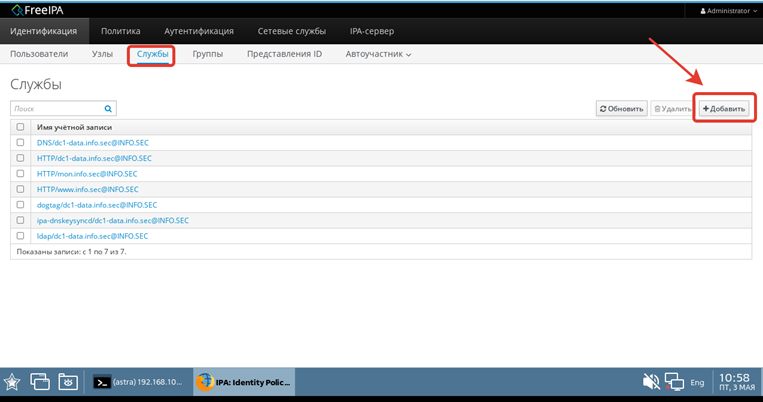 FreeIPA
Administrator
Идентификация Политика Аутентификация Сетевые службы IPA-сервер
Пользователи Узлы Службы Группы Представления ID Автоучастник
Службы
Поиск Обновить Удалить Добавить
Имя учётной записи
DNS/dc1-data.info.sec@INFO.SEC
HTTP/dc1-data.info.sec@INFO.SEC
HTTP/mon.info.sec@INFO.SEC
HTTP/www.info.sec@INFO.SEC
dogtag/dc1-data.info.sec@INFO.SEC
ipa-dnskeysyncd/dc1-data.info.sec@INFO.SEC
ldap/dc1-data.info.sec@INFO.SEC
Показаны записи: с 1 по 7 из 7.
(astra) 192.168.10... IPA: Identity Polic... Eng 10:58
ПТ, 3 МАЯ